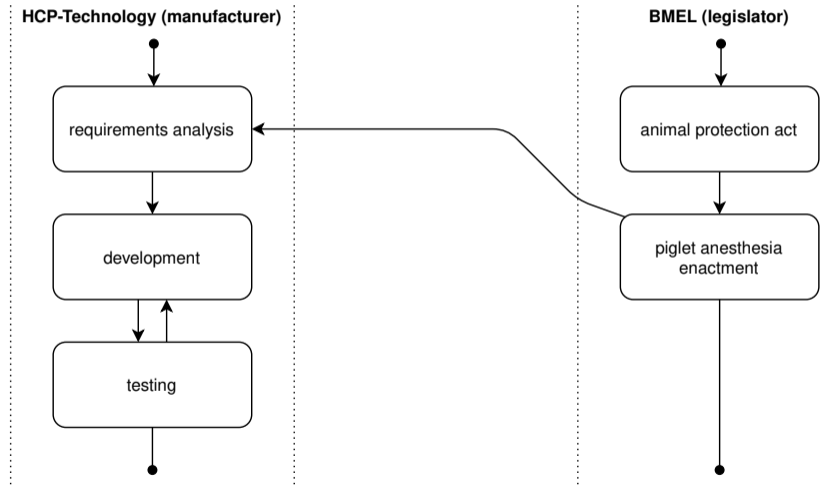 HCP-Technology (manufacturer)
BMEL (legislator)
requirements analysis
animal protection act
development
piglet anesthesia
enactment
testing